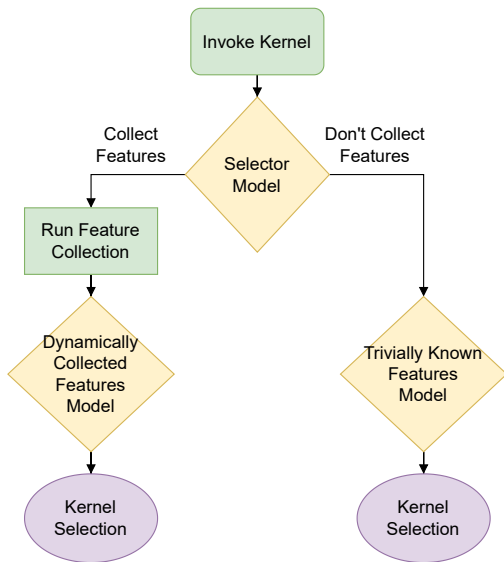 Invoke Kernel
Collect
Features
Don't Collect
Features
Selector
Model
Run Feature
Collection
Dynamically
Collected
Features
Model
Trivially Known
Features
Model
Kernel
Selection
Kernel
Selection